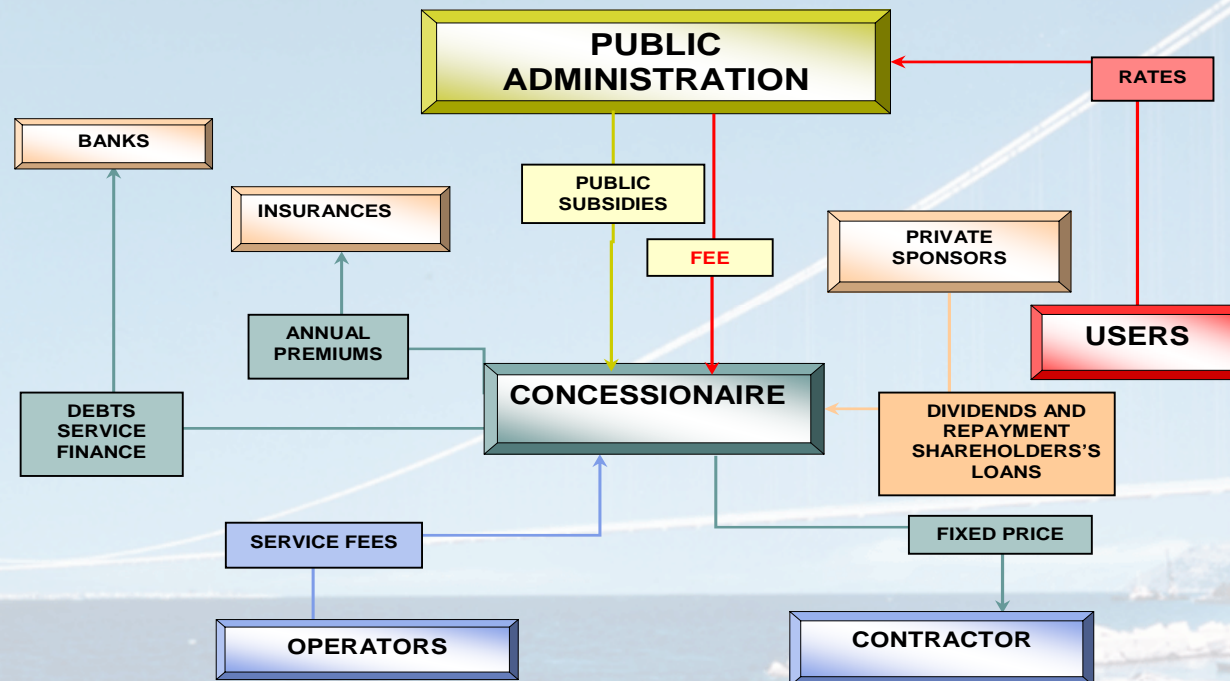 PUBLIC
ADMINISTRATION
RATES
BANKS
PUBLIC
SUBSIDIES
INSURANCES
PRIVATE
SPONSORS
FEE
ANNUAL
PREMIUMS
USERS
CONCESSIONAIRE
DEBTS
SERVICE
FINANCE
DIVIDENDS AND
REPAYMENT
SHAREHOLDERS'S
LOANS
SERVICE FEES
FIXED PRICE
OPERATORS
CONTRACTOR